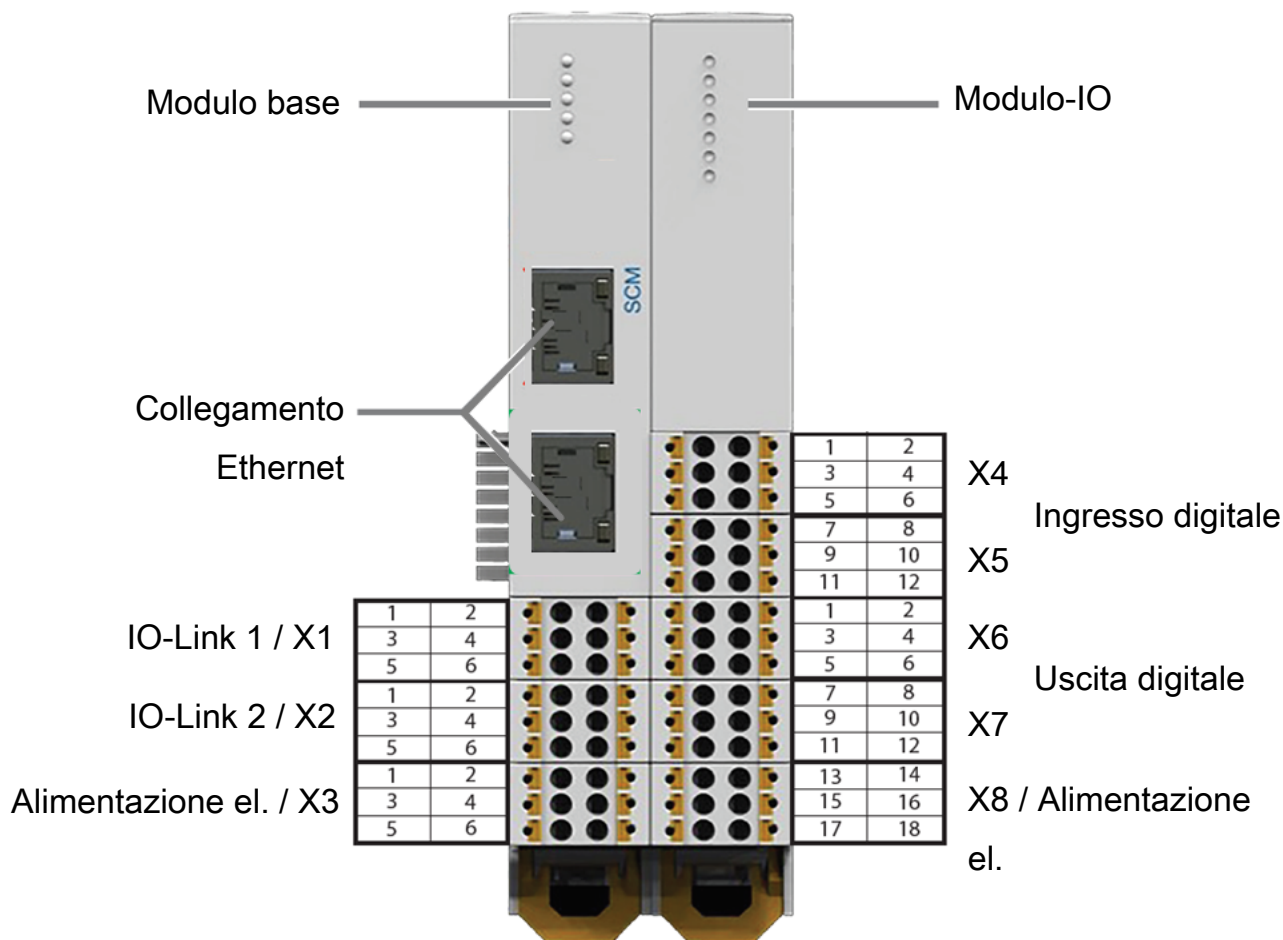 Modulo base
Modulo-IO
SCM
Collegamento
Ethernet
1 2
3 4
5 6
X4
7 8
9 10
11 12
X5
Ingresso digitale
IO-Link 1 / X1
1 2
3 4
5 6
1 2
3 4
5 6
X6
IO-Link 2 / X2
1 2
3 4
5 6
7 8
9 10
11 12
X7
Uscita digitale
Alimentazione el. / X3
1 2
3 4
5 6
13 14
15 16
17 18
X8 / Alimentazione
el.